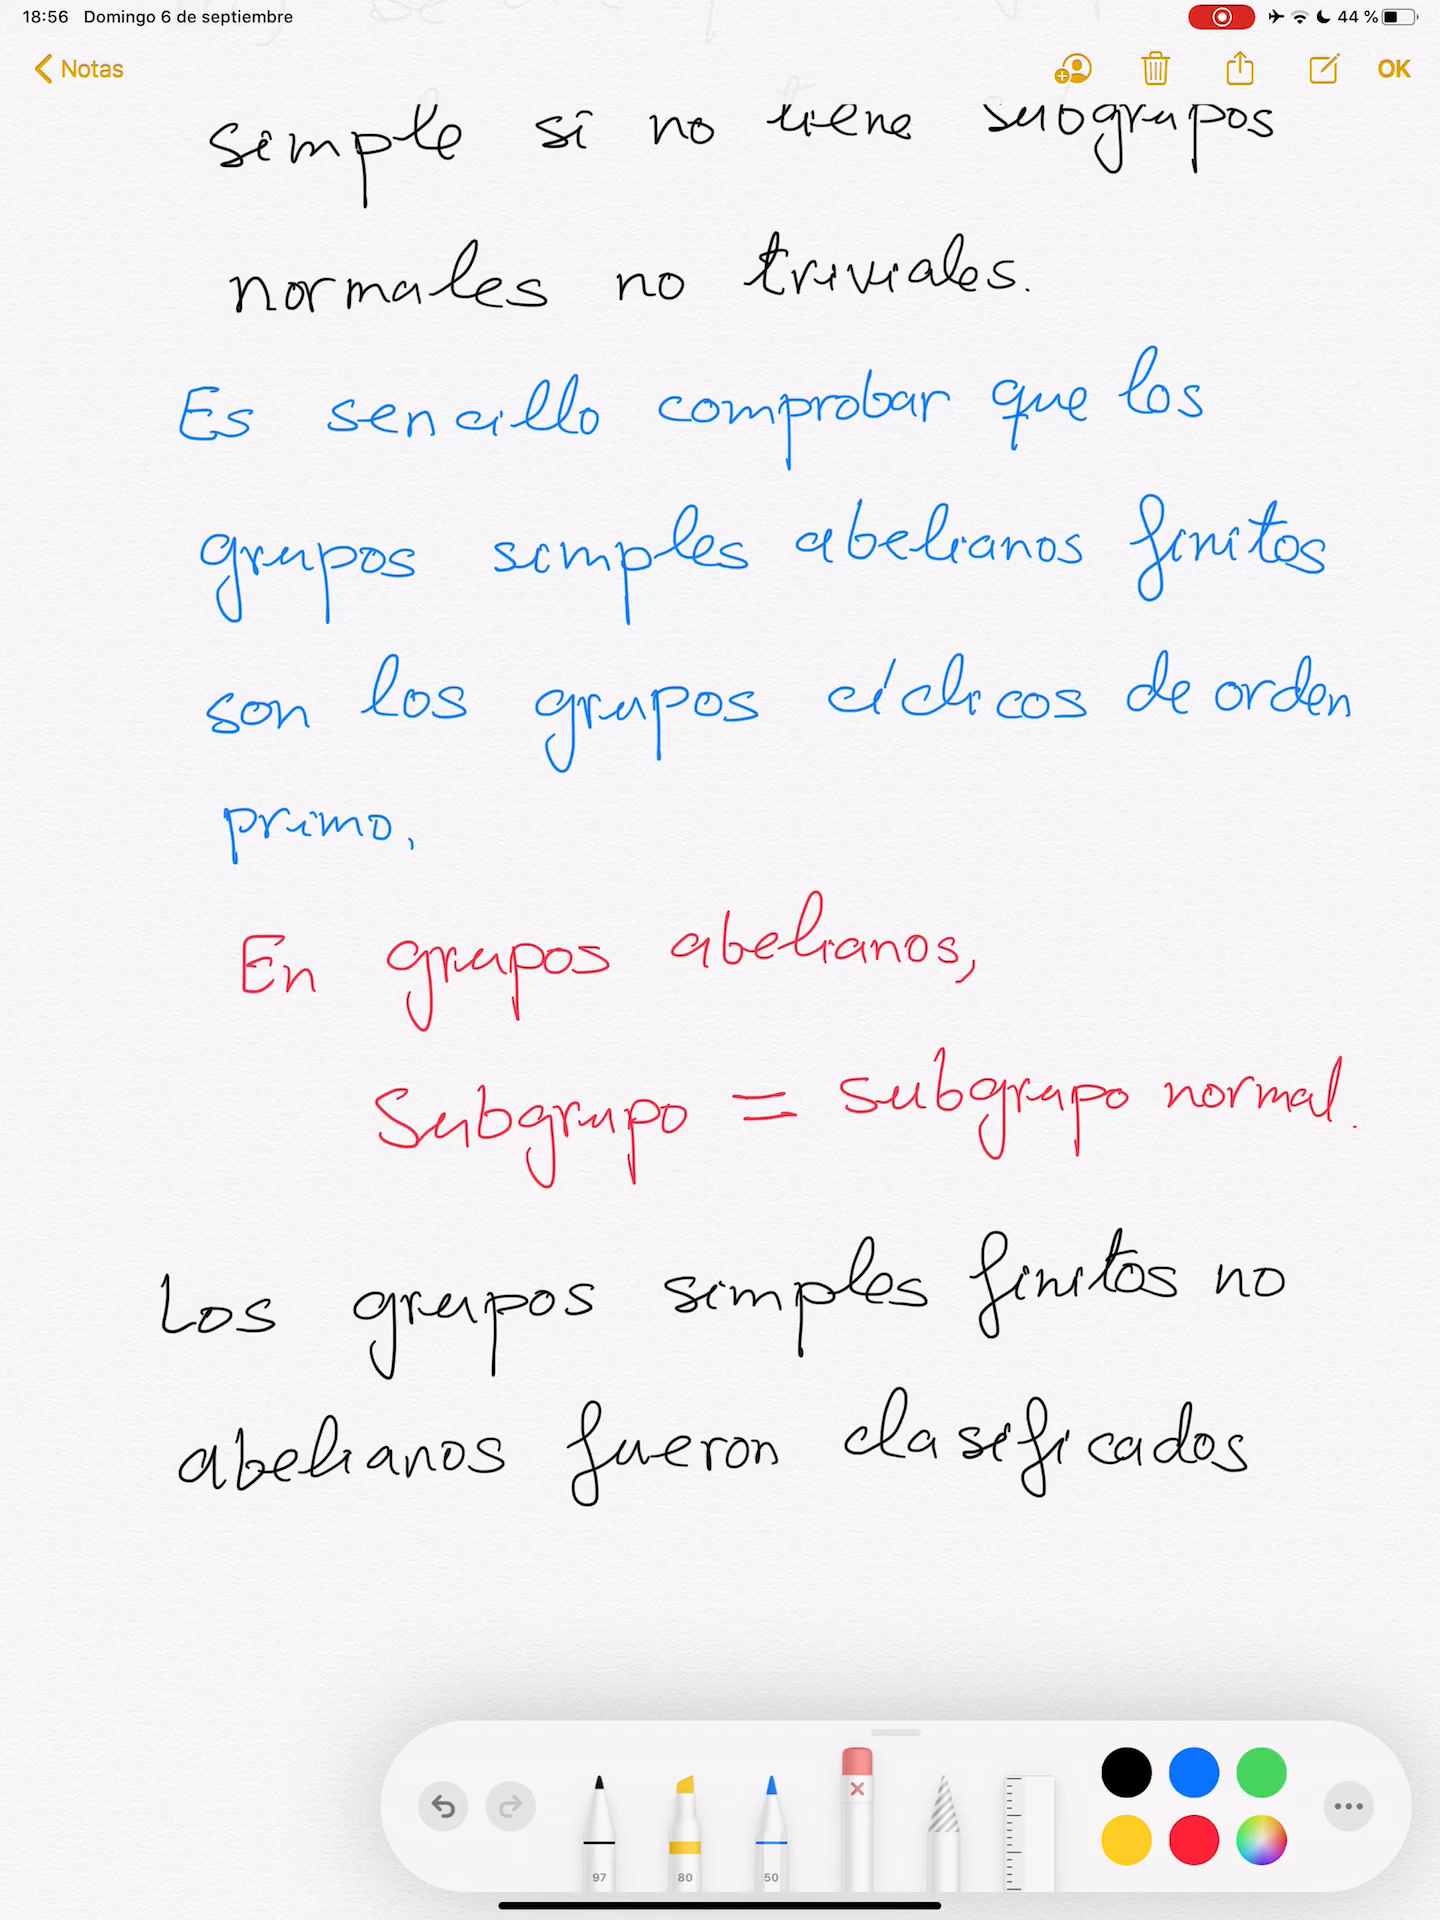 18:56 Domingo 6 de septiembre 44 %
Notas OK
simple si no tiene subgrupos
normales no triviales.
Es sencillo comprobar que los
grupos simples abelianos finitos
son los grupos cíclicos de orden
primo.
En grupos abelianos,
Subgrupo = subgrupo normal.
Los grupos simples finitos no
abelianos fueron clasificados
97 80 50